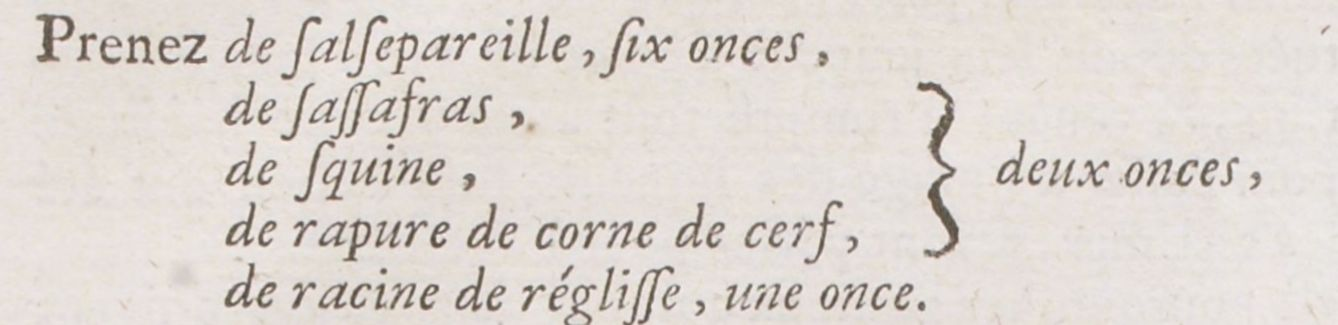 Prenez de ſalſepareille, ſix onces,
de ſaſſafras,
de ſquine,
de rapure de corne de cerf, } deux onces,
de racine de régliſſe, une once.